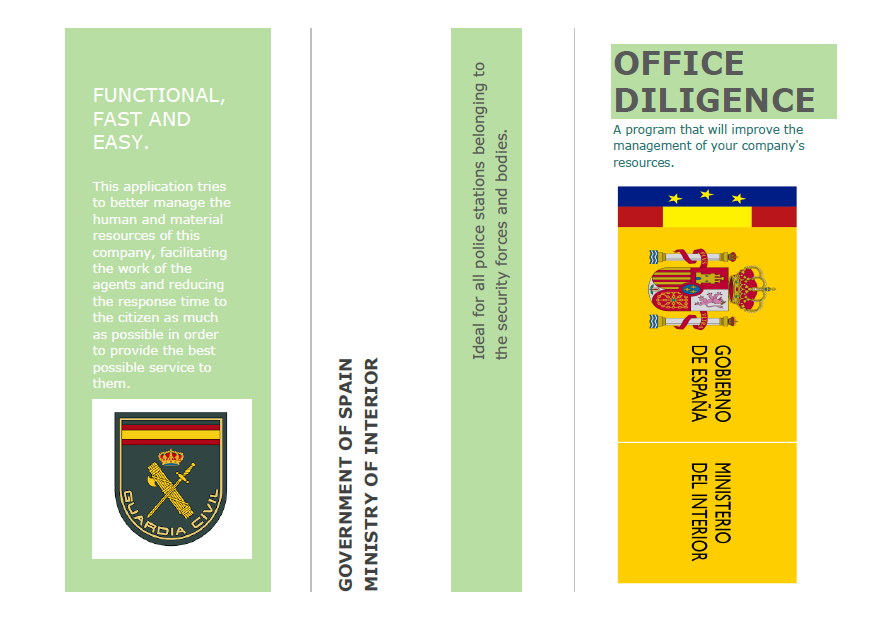 FUNCTIONAL,
FAST AND
EASY.
This application tries
to better manage the
human and material
resources of this
company, facilitating
the work of the
agents and reducing
the response time to
the citizen as much
as possible in order
to provide the best
possible service to
them.
GUARDIA CIVIL
GOVERNMENT OF SPAIN
MINISTRY OF INTERIOR
Ideal for all police stations belonging to
the security forces and bodies.
OFFICE
DILIGENCE
A program that will improve the
management of your company's
resources.
GOBIERNO
DE ESPAÑA
MINISTERIO
DEL INTERIOR